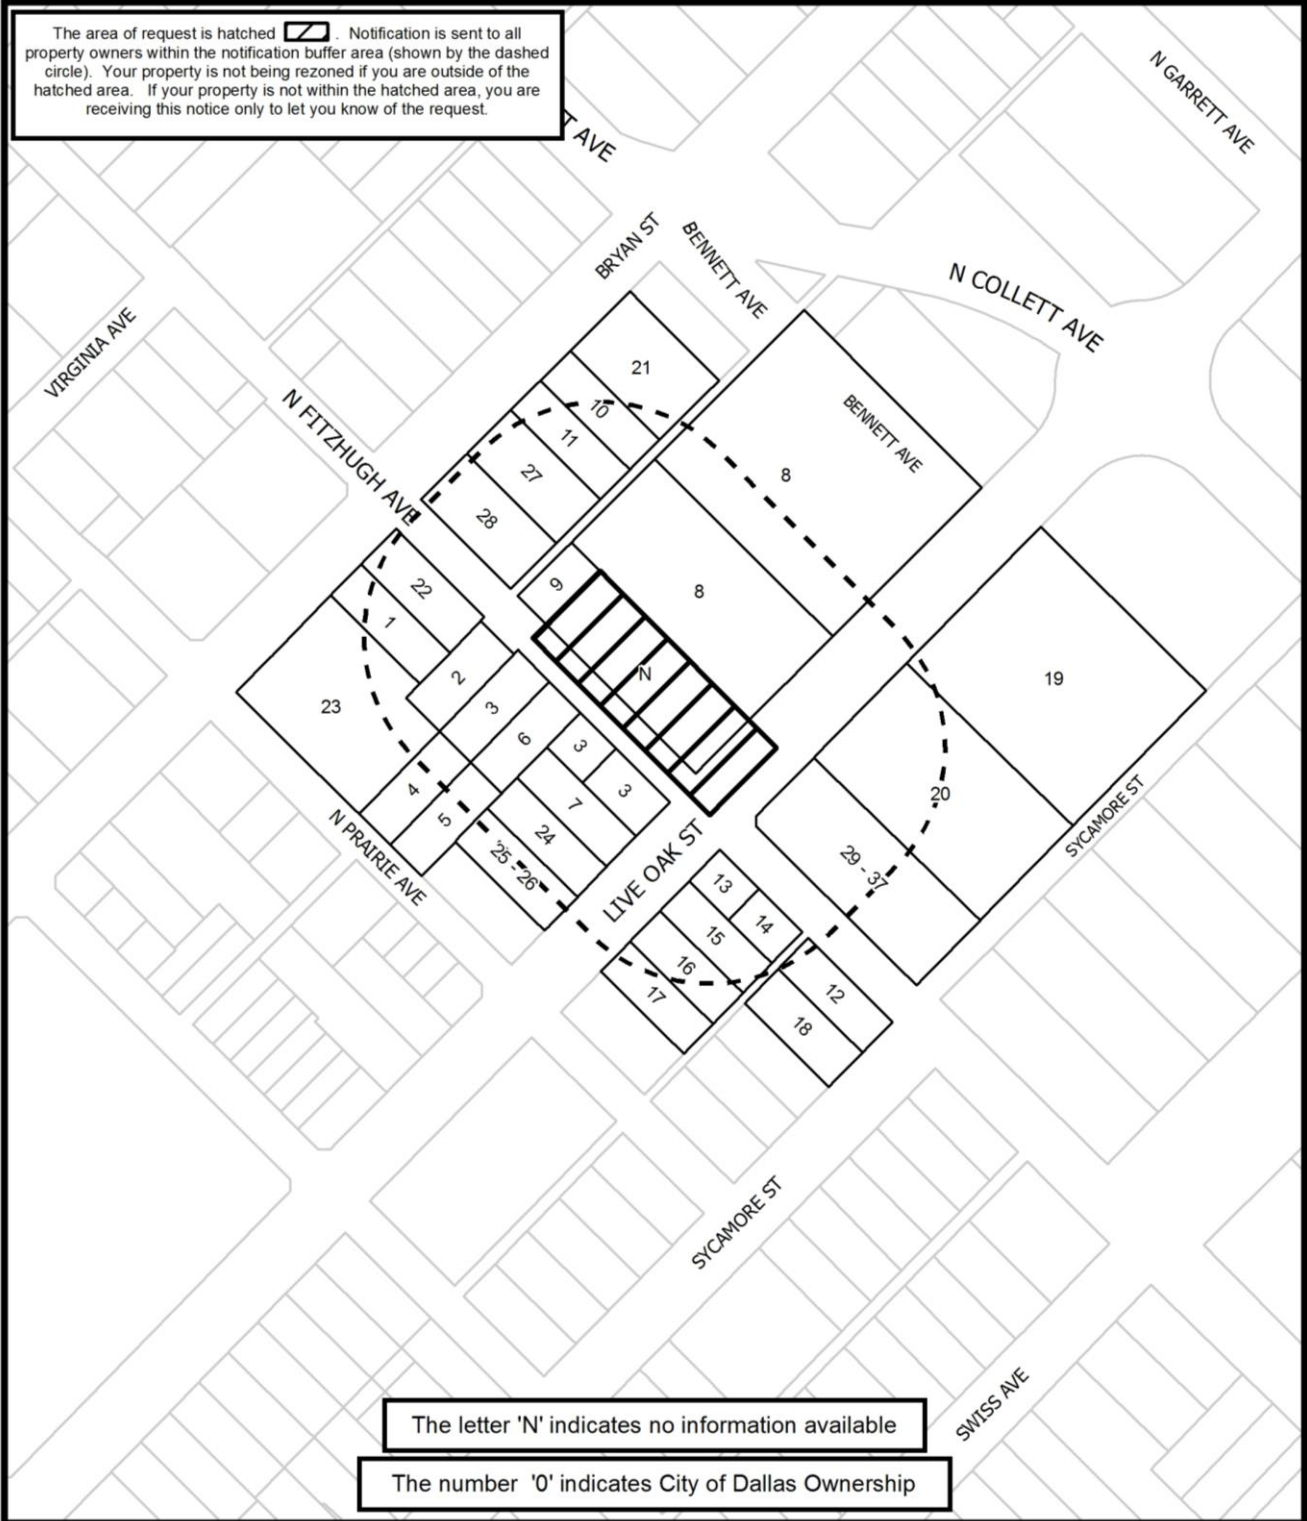 The area of request is hatched . Notification is sent to all
property owners within the notification buffer area (shown by the dashed
circle). Your property is not being rezoned if you are outside of the
hatched area. If your property is not within the hatched area, you are
receiving this notice only to let you know of the request.
N GARRETT AVE
T AVE
BRYAN ST
BENNETT AVE
N COLLETT AVE
VIRGINIA AVE
N FITZHUGH AVE
21
10
11
BENNETT AVE
8
27
28
9
22
8
1
N
2
19
3
23
6
3
3
4
7
20
5
24
SYCAMORE ST
25 - 26
N PRAIRIE AVE
LIVE OAK ST
29 - 37
13
14
15
16
17
12
18
SYCAMORE ST
SWISS AVE
The letter 'N' indicates no information available
The number '0' indicates City of Dallas Ownership